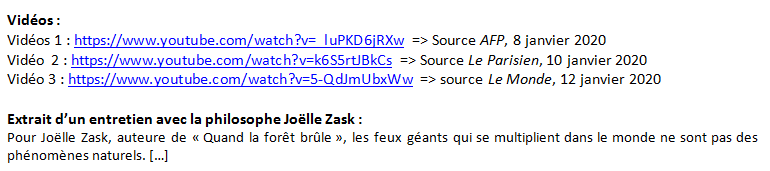 Vidéos :
Vidéos 1 : https://www.youtube.com/watch?v=_luPKD6jRXw => Source AFP, 8 janvier 2020
Vidéo 2 : https://www.youtube.com/watch?v=k6S5rtJBkCs => Source Le Parisien, 10 janvier 2020
Vidéo 3 : https://www.youtube.com/watch?v=5-QdJmUbxWw => source Le Monde, 12 janvier 2020
Extrait d’un entretien avec la philosophe Joëlle Zask :
Pour Joëlle Zask, auteure de « Quand la forêt brûle », les feux géants qui se multiplient dans le monde ne sont pas des
phénomènes naturels. […]